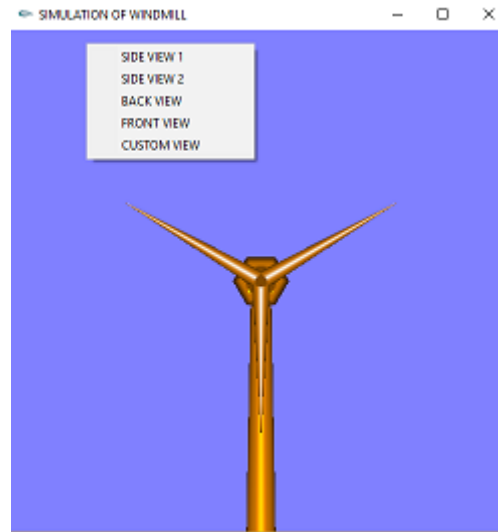 SIMULATION OF WINDMILL
SIDE VIEW 1
SIDE VIEW 2
BACK VIEW
FRONT VIEW
CUSTOM VIEW